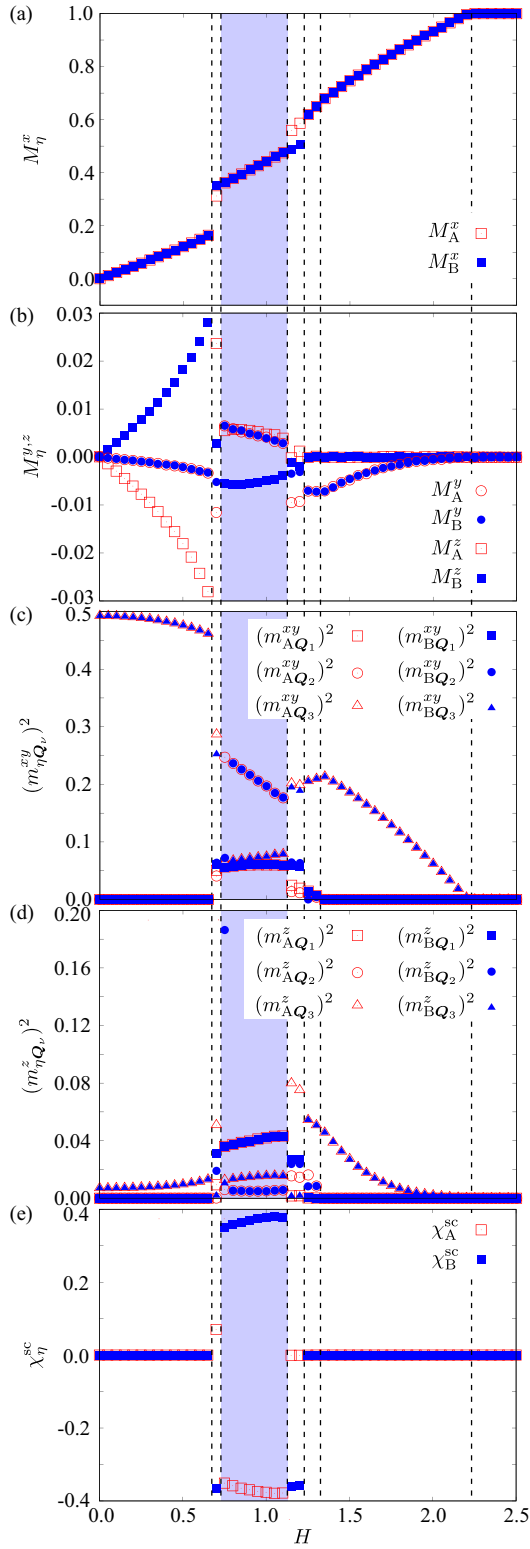 (a)
1.0
0.8
0.6
0.4
0.2
0.0
M^x_η
M^x_A
M^x_B
(b)
0.03
0.02
0.01
0.00
-0.01
-0.02
-0.03
M^{y,z}_η
M^y_A
M^y_B
M^z_A
M^z_B
(c)
0.5
0.4
0.3
0.2
0.1
0.0
(m^{xy}_{ηQ_ν})^2
(m^{xy}_{AQ_1})^2 (m^{xy}_{BQ_1})^2
(m^{xy}_{AQ_2})^2 (m^{xy}_{BQ_2})^2
(m^{xy}_{AQ_3})^2 (m^{xy}_{BQ_3})^2
(d)
0.20
0.16
0.12
0.08
0.04
0.00
(m^z_{ηQ_ν})^2
(m^z_{AQ_1})^2 (m^z_{BQ_1})^2
(m^z_{AQ_2})^2 (m^z_{BQ_2})^2
(m^z_{AQ_3})^2 (m^z_{BQ_3})^2
(e)
0.4
0.2
0.0
-0.2
-0.4
χ^{sc}_η
χ^{sc}_A
χ^{sc}_B
0.0 0.5 1.0 1.5 2.0 2.5
H